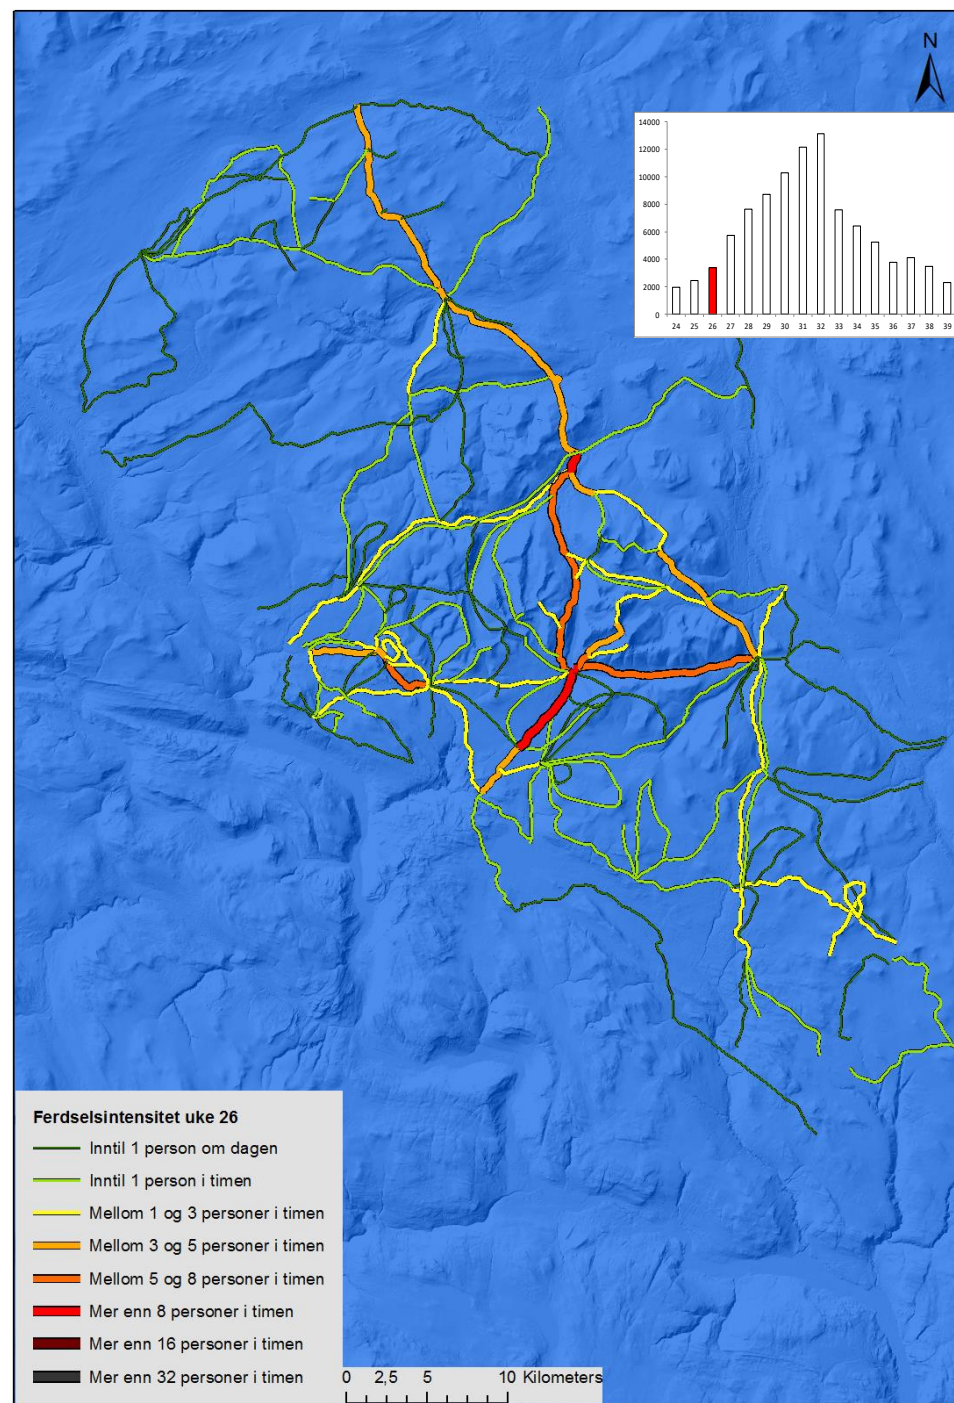 N
14000
12000
10000
8000
6000
4000
2000
0
24 25 26 27 28 29 30 31 32 33 34 35 36 37 38 39
Ferdselsintensitet uke 26
Inntil 1 person om dagen
Inntil 1 person i timen
Mellom 1 og 3 personer i timen
Mellom 3 og 5 personer i timen
Mellom 5 og 8 personer i timen
Mer enn 8 personer i timen
Mer enn 16 personer i timen
Mer enn 32 personer i timen
0 2,5 5 10 Kilometers